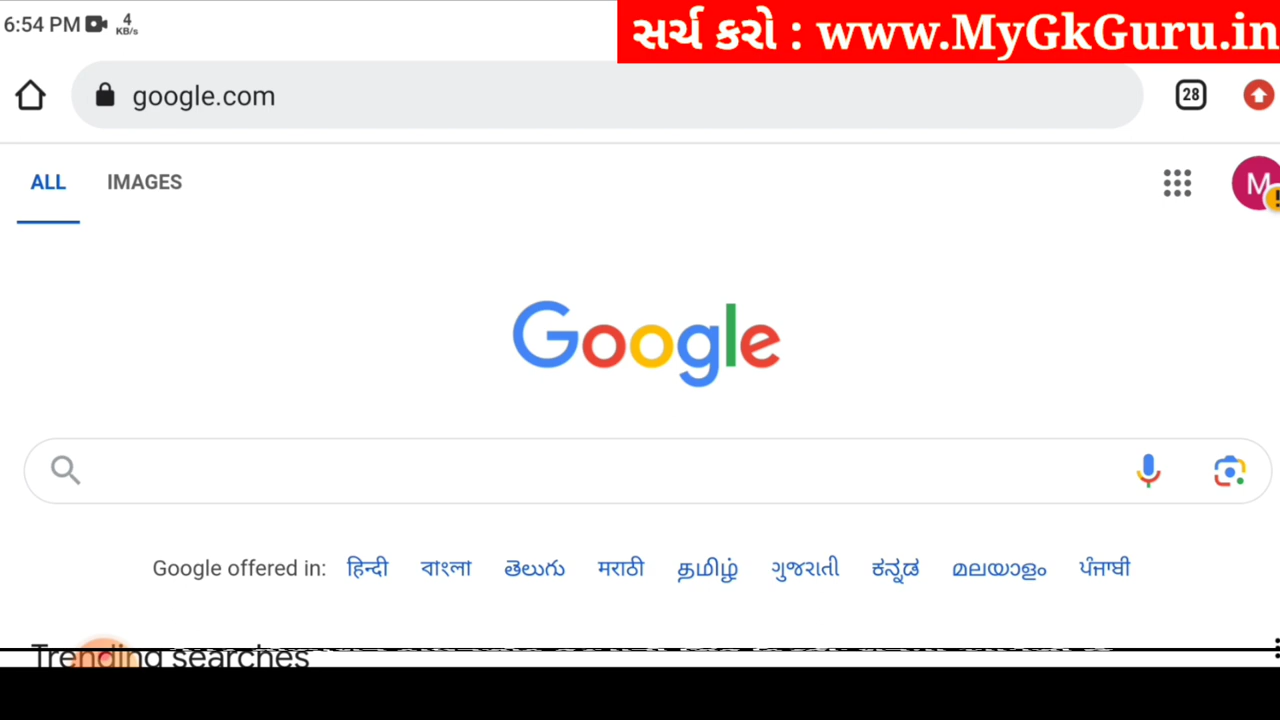 6:54 PM 4 KB/s
સર્ચ કરો : www.MyGkGuru.in
google.com
28
ALL IMAGES
M
Google
Google offered in: हिन्दी বাংলা తెలుగు मराठी தமிழ் ગુજરાતી ಕನ್ನಡ മലയാളം ਪੰਜਾਬੀ
Trending searches